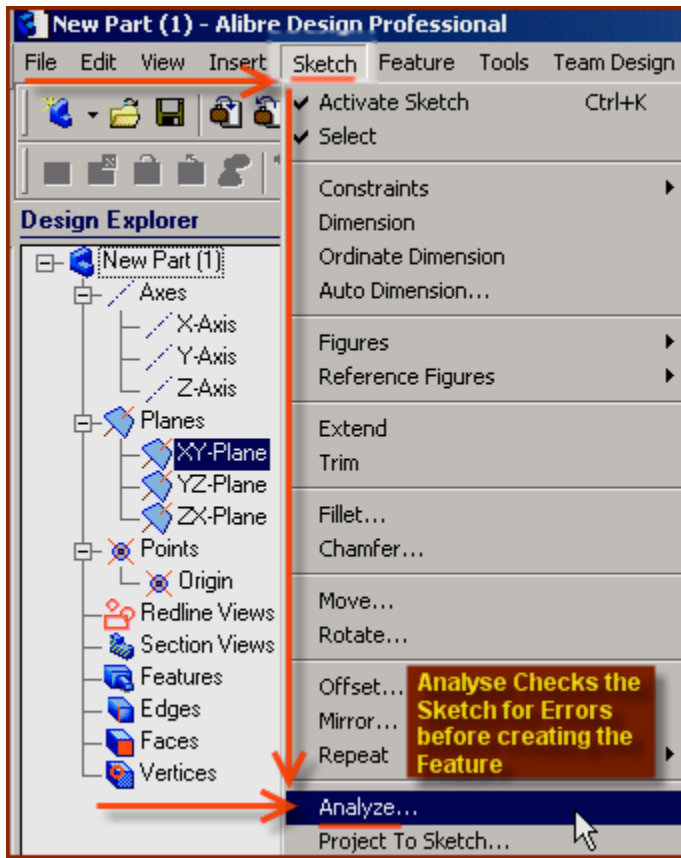 New Part (1) - Alibre Design Professional
File Edit View Insert Sketch Feature Tools Team Design
Activate Sketch Ctrl+K
Select
Constraints
Dimension
Ordinate Dimension
Auto Dimension...
Figures
Reference Figures
Extend
Trim
Fillet...
Chamfer...
Move...
Rotate...
Offset...
Mirror...
Repeat
Analyze...
Project To Sketch...
Analyse Checks the
Sketch for Errors
before creating the
Feature
Design Explorer
New Part (1)
Axes
X-Axis
Y-Axis
Z-Axis
Planes
XY-Plane
YZ-Plane
ZX-Plane
Points
Origin
Redline Views
Section Views
Features
Edges
Faces
Vertices